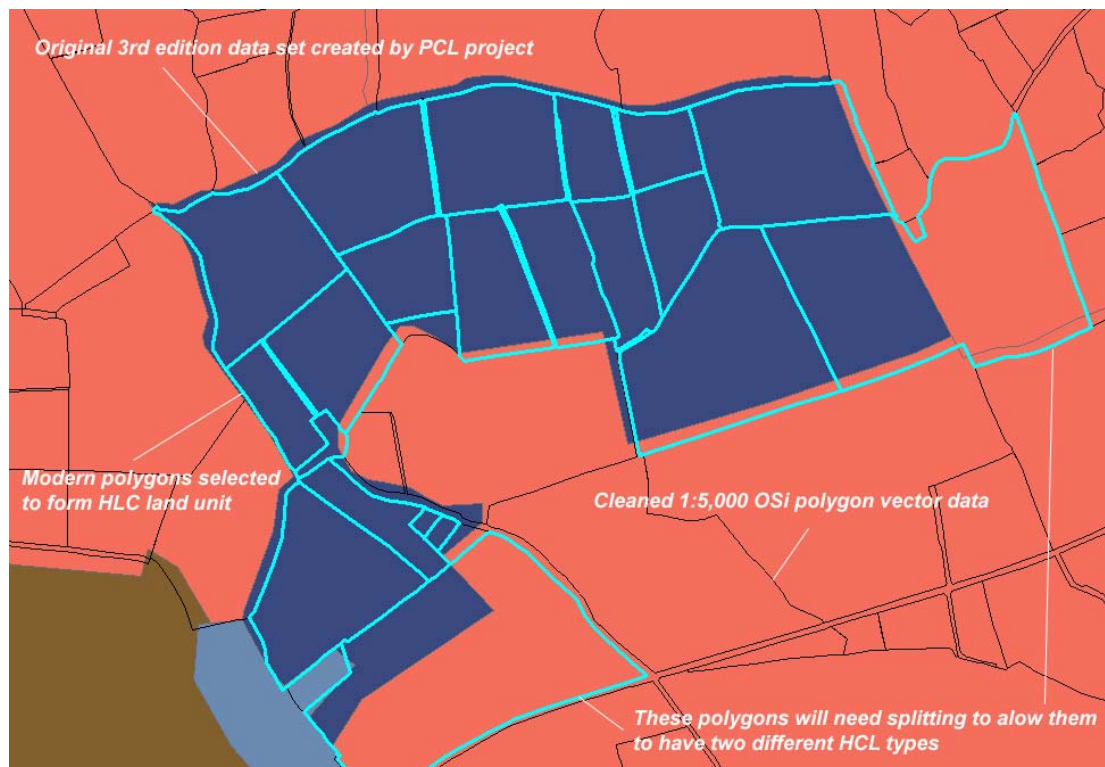 Original 3rd edition data set created by PCL project
Modern polygons selected
to form HLC land unit
Cleaned 1:5,000 OSi polygon vector data
These polygons will need splitting to alow them
to have two different HCL types